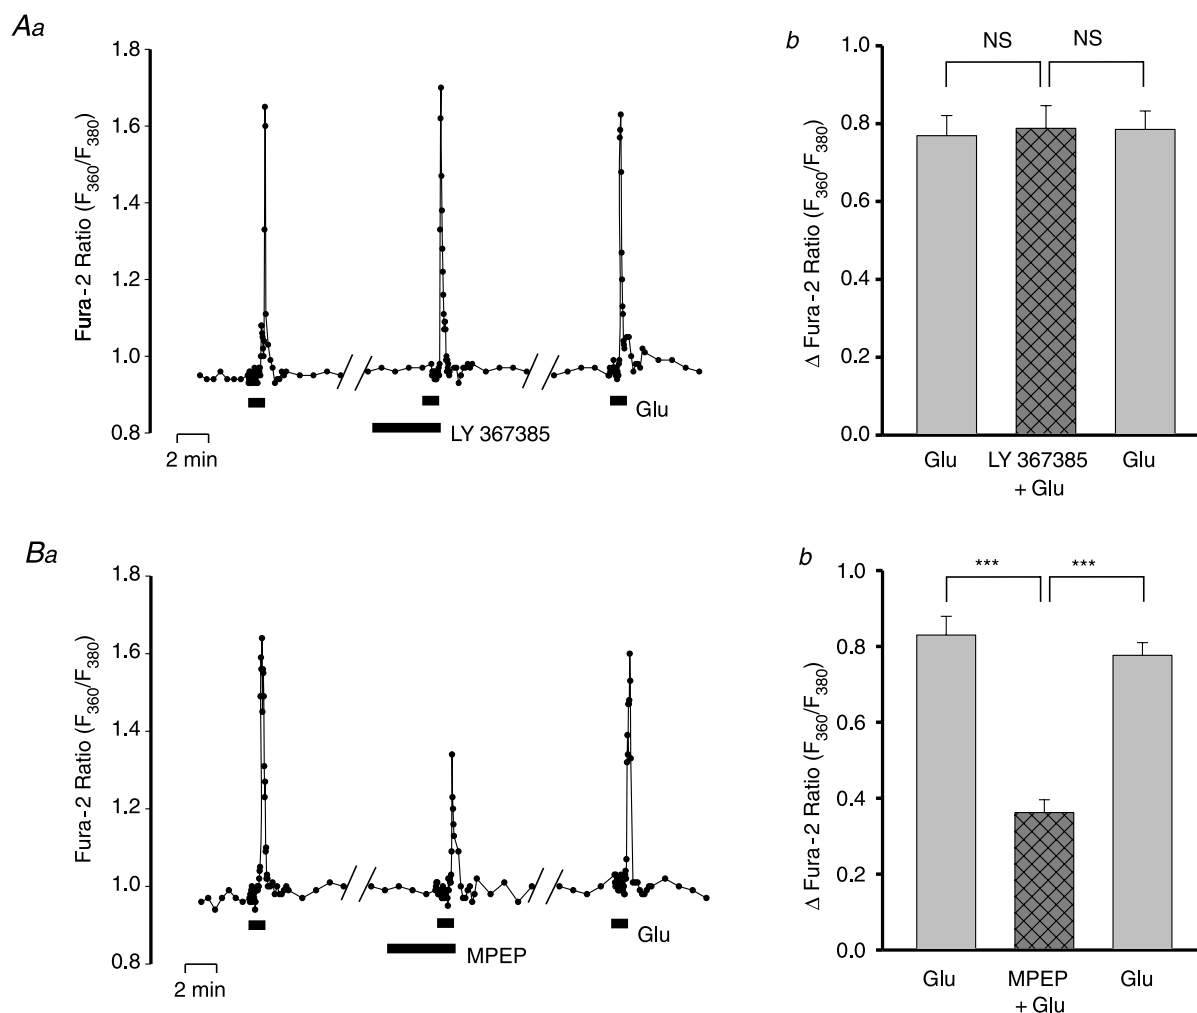 Aa
1.8
1.6
1.4
1.2
1.0
0.8
Fura-2 Ratio (F360/F380)
2 min
LY 367385
Glu
b
NS NS
1.0
0.8
0.6
0.4
0.2
0.0
Δ Fura-2 Ratio (F360/F380)
Glu LY 367385 Glu
+ Glu
Ba
1.8
1.6
1.4
1.2
1.0
0.8
Fura-2 Ratio (F360/F380)
2 min
MPEP
Glu
b
*** ***
1.0
0.8
0.6
0.4
0.2
0.0
Δ Fura-2 Ratio (F360/F380)
Glu MPEP Glu
+ Glu